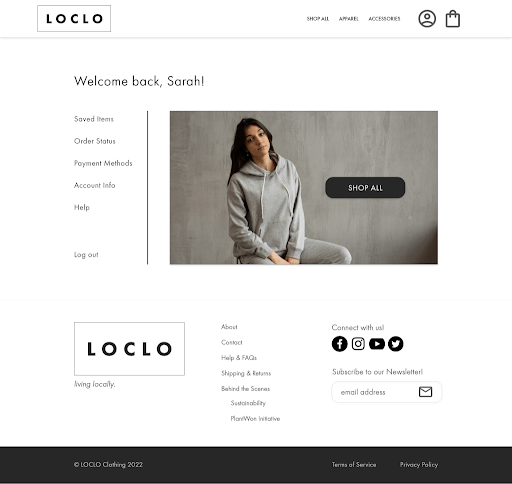 LOCLO
SHOP ALL APPAREL ACCESSORIES
Welcome back, Sarah!
Saved Items
Order Status
Payment Methods
Account Info
Help
Log out
SHOP ALL
LOCLO
living locally.
About
Contact
Help & FAQs
Shipping & Returns
Behind the Scenes
Sustainability
PlantWon Initiative
Connect with us!
Subscribe to our Newsletter!
email address
© LOCLO Clothing 2022
Terms of Service
Privacy Policy